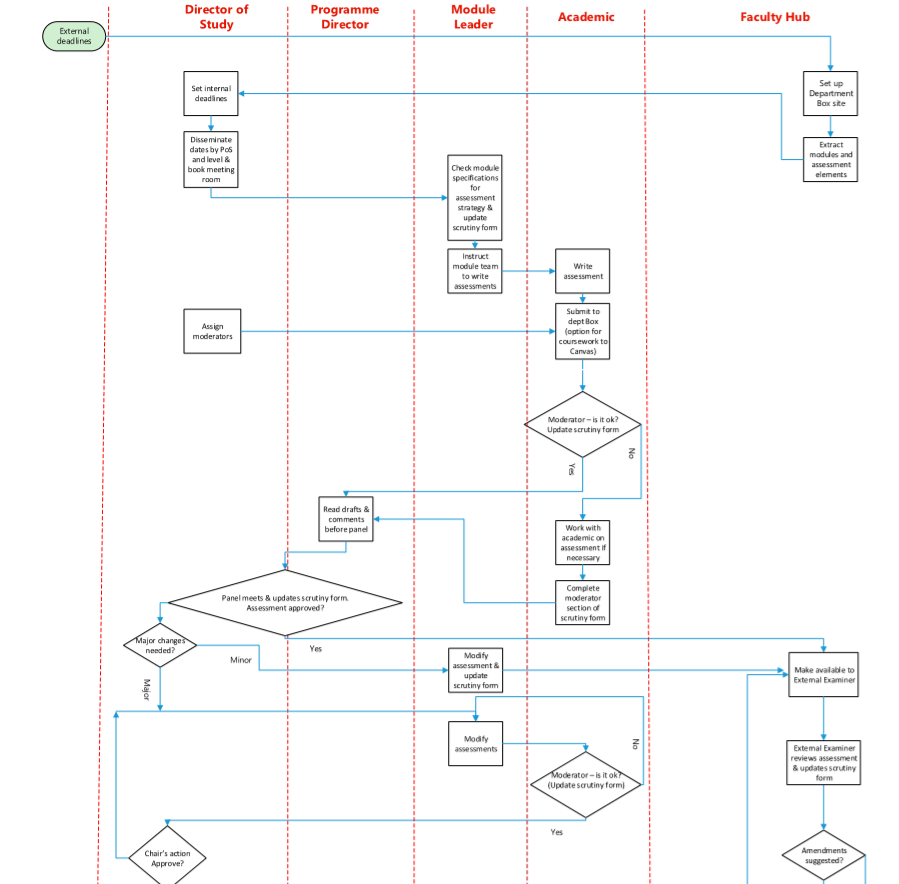 Director of
Study
Programme
Director
Module
Leader
Academic
Faculty Hub
External
deadlines
Set internal
deadlines
Set up
Department
Box site
Disseminate
dates by PoS
and level &
book meeting
room
Extract
modules and
assessment
elements
Check module
specifications
for
assessment
strategy &
update
scrutiny form
Instruct
module team
to write
assessments
Write
assessment
Assign
moderators
Submit to
dept Box
(option for
coursework to
Canvas)
Moderator – is it ok?
Update scrutiny form
No
Yes
Read drafts &
comments
before panel
Work with
academic on
assessment if
necessary
Complete
moderator
section of
scrutiny form
Panel meets & updates scrutiny form.
Assessment approved?
Major changes
needed?
Yes
Minor
Modify
assessment &
update
scrutiny form
Make available to
External Examiner
Major
Modify
assessments
No
External Examiner
reviews assessment
& updates scrutiny
form
Moderator – is it ok?
(Update scrutiny form)
Yes
Chair's action
Approve?
Amendments
suggested?